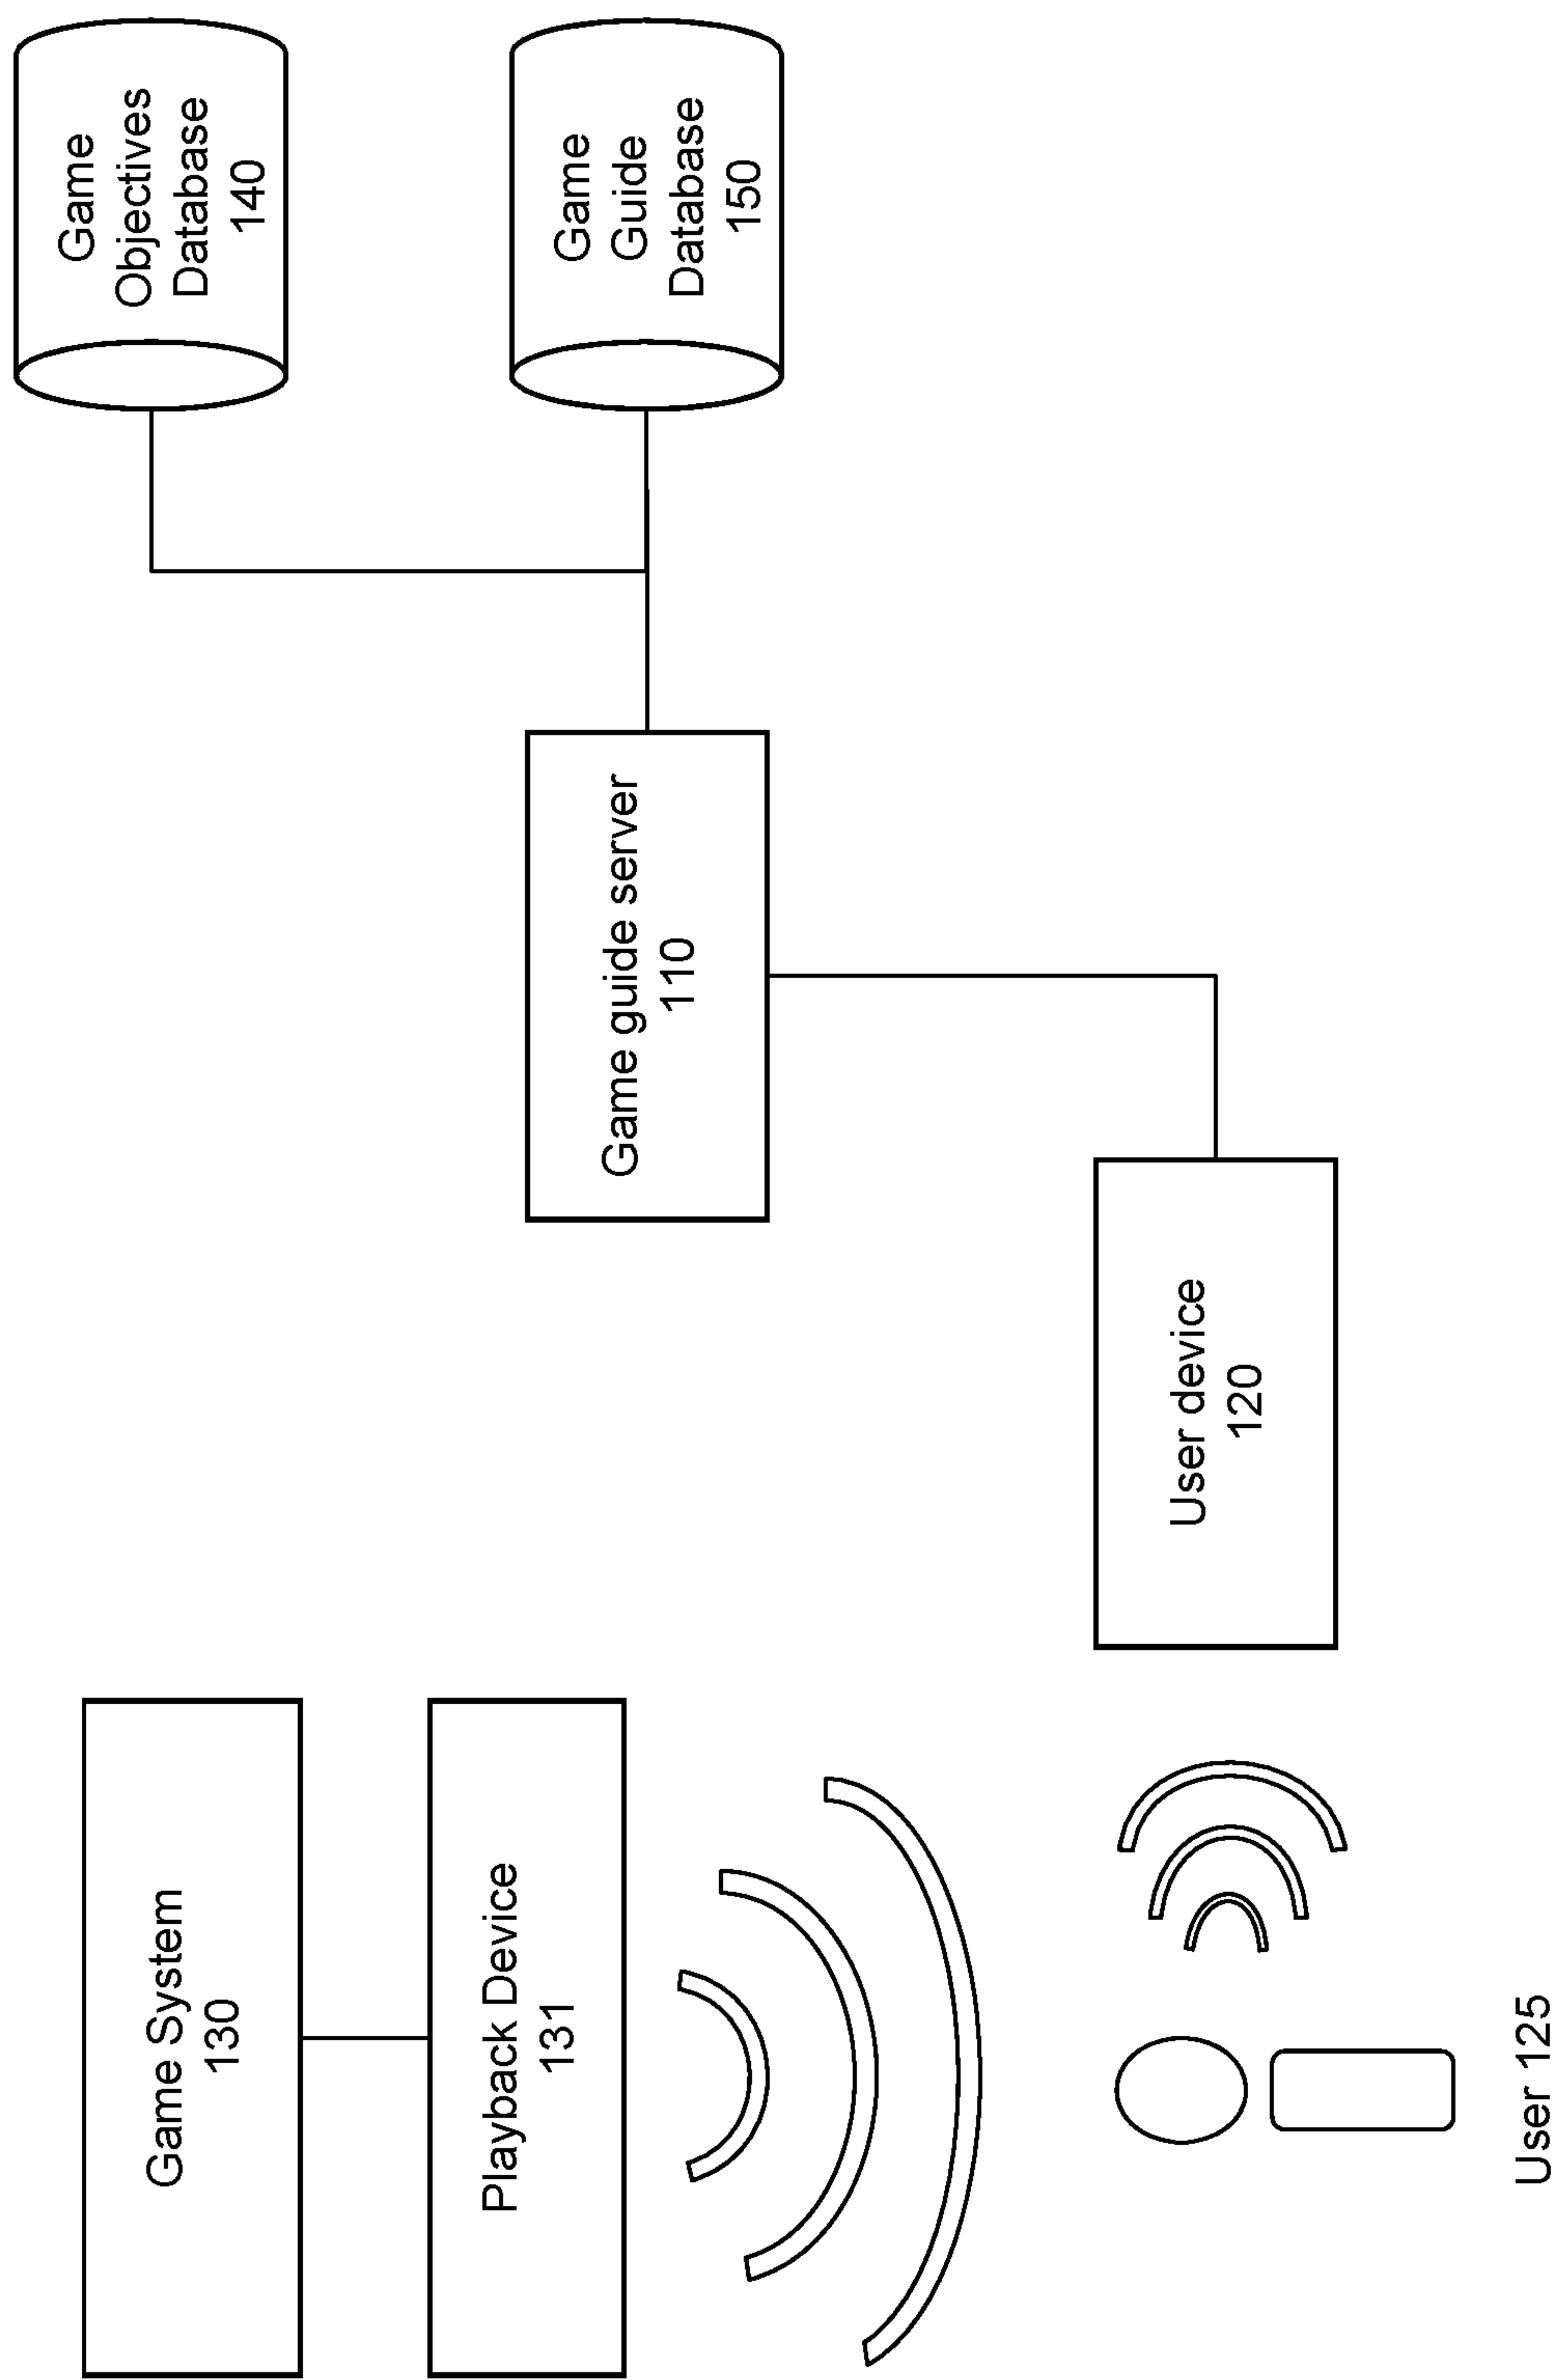 Game System
130
Playback Device
131
User 125
User device
120
Game guide server
110
Game
Objectives
Database
140
Game
Guide
Database
150